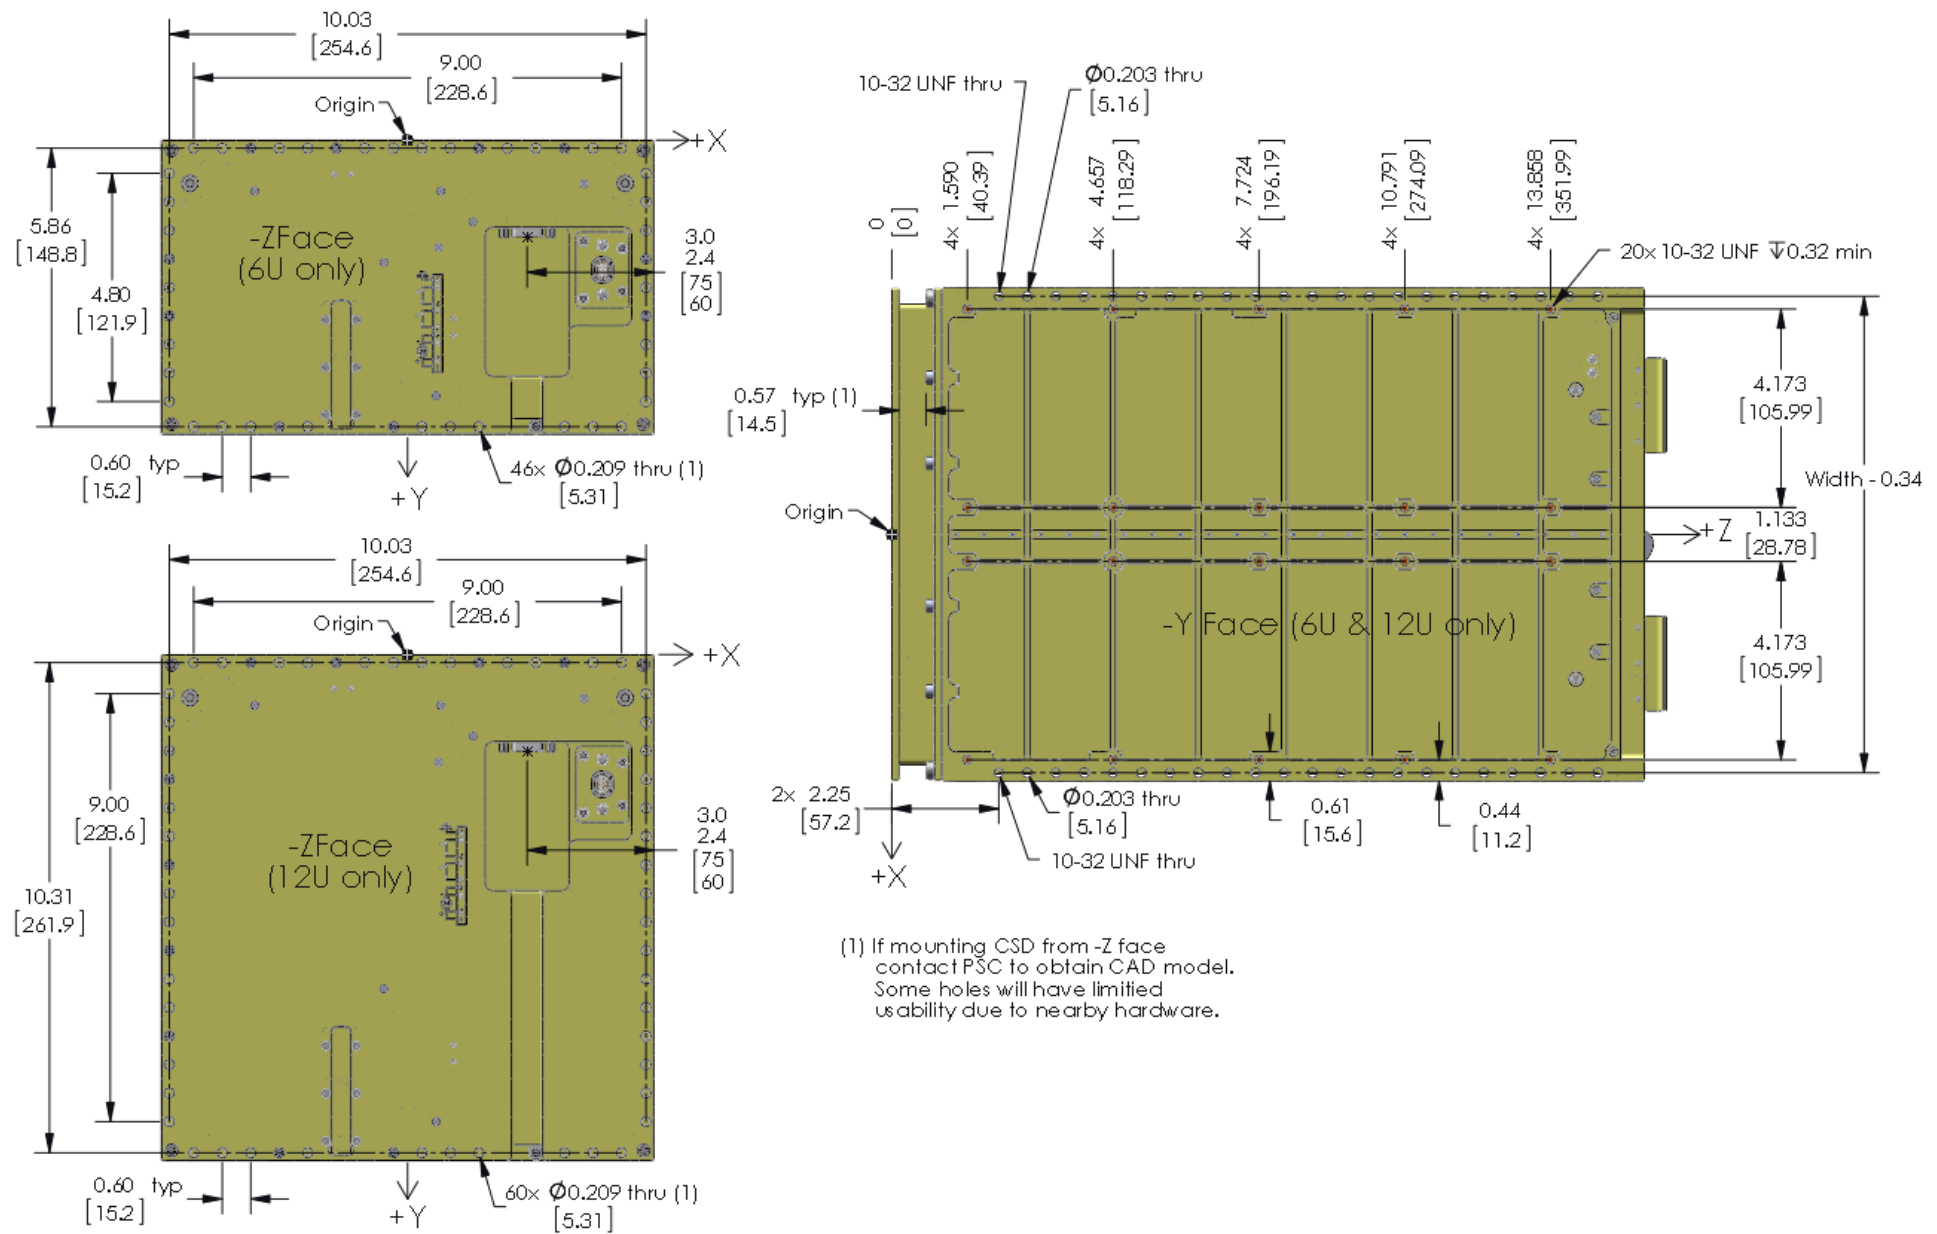 10.03
[254.6]
9.00
[228.6]
Origin
+X
5.86
[148.8]
4.80
[121.9]
-ZFace
(6U only)
3.0
2.4
[75
60]
0.60 typ
[15.2]
+Y
46x Ø0.209 thru (1)
[5.31]
10.03
[254.6]
9.00
[228.6]
Origin
+X
9.00
[228.6]
10.31
[261.9]
-ZFace
(12U only)
3.0
2.4
[75
60]
0.60 typ
[15.2]
+Y
60x Ø0.209 thru (1)
[5.31]
10-32 UNF thru
Ø0.203 thru
[5.16]
0
[0]
4x 1.590
[40.39]
4x 4.657
[118.29]
4x 7.724
[196.19]
4x 10.791
[274.09]
4x 13.858
[351.99]
20x 10-32 UNF ↧0.32 min
0.57 typ (1)
[14.5]
4.173
[105.99]
Width - 0.34
Origin
+Z
1.133
[28.78]
-Y Face (6U & 12U only)
4.173
[105.99]
2x 2.25
[57.2]
Ø0.203 thru
[5.16]
0.61
[15.6]
0.44
[11.2]
10-32 UNF thru
+X
(1) If mounting CSD from -Z face
contact PSC to obtain CAD model.
Some holes will have limitied
usability due to nearby hardware.